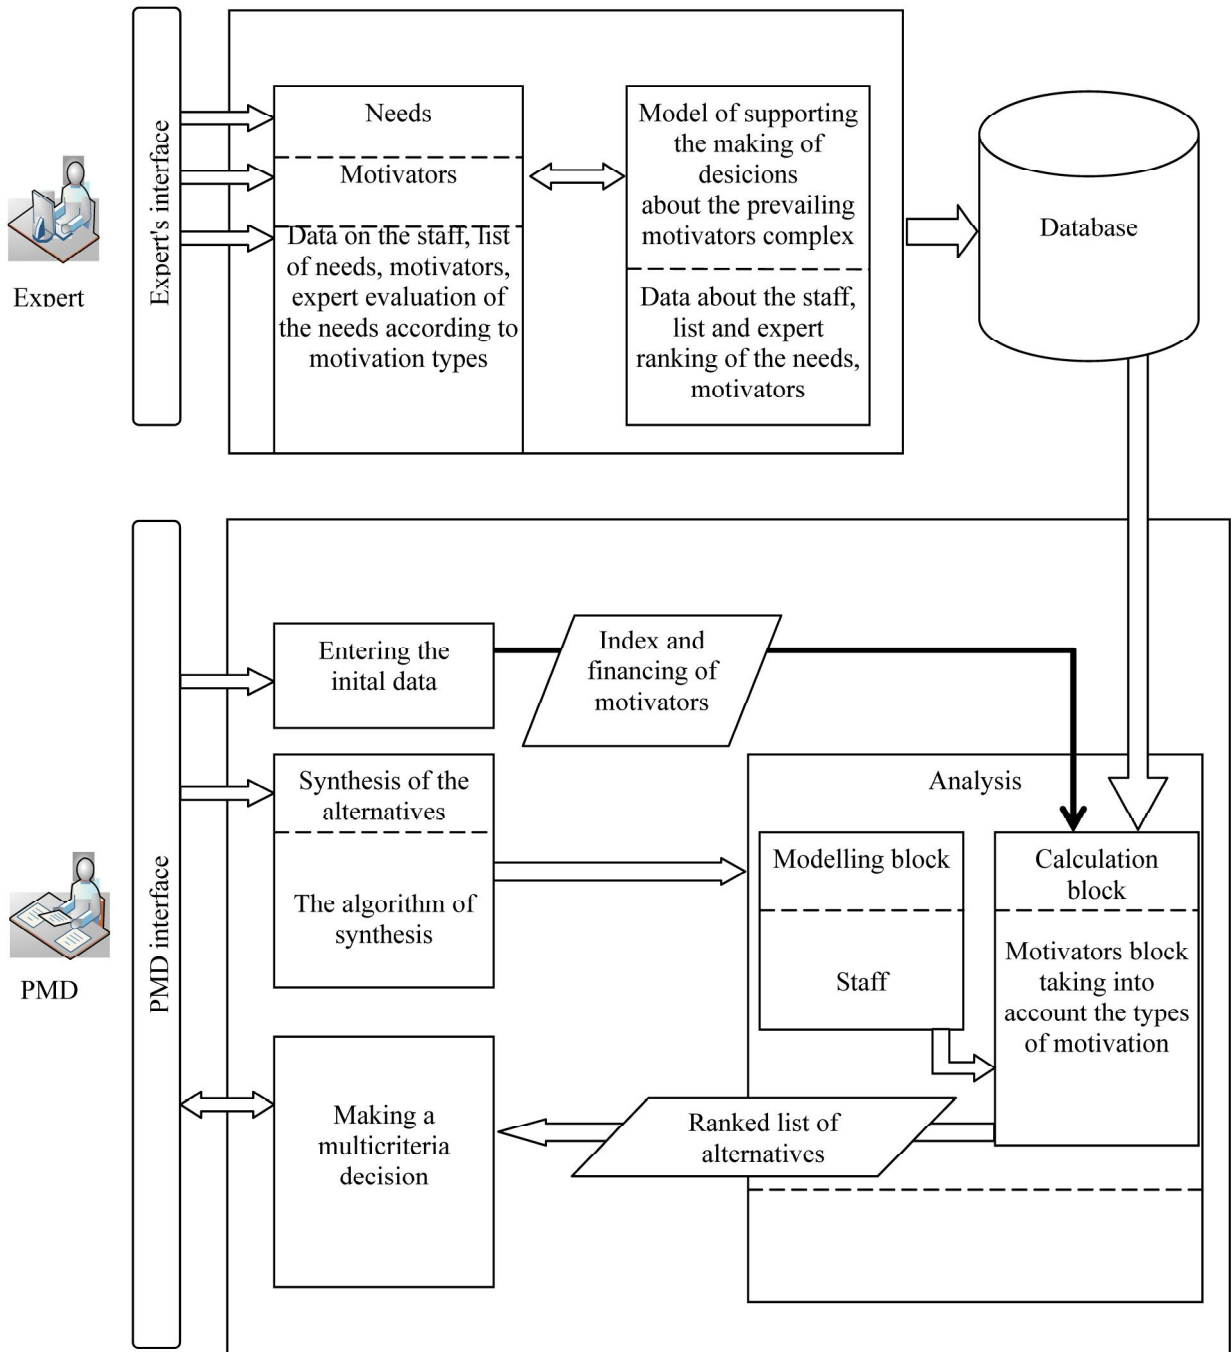 Expert
Expert's interface
Needs
Motivators
Data on the staff, list
of needs, motivators,
expert evaluation of
the needs according to
motivation types
Model of supporting
the making of
desicions
about the prevailing
motivators complex
Data about the staff,
list and expert
ranking of the needs,
motivators
Database
PMD
PMD interface
Entering the
inital data
Index and
financing of
motivators
Synthesis of the
alternatives
The algorithm of
synthesis
Analysis
Modelling block
Staff
Calculation
block
Motivators block
taking into
account the types
of motivation
Making a
multicriteria
decision
Ranked list of
alternatives